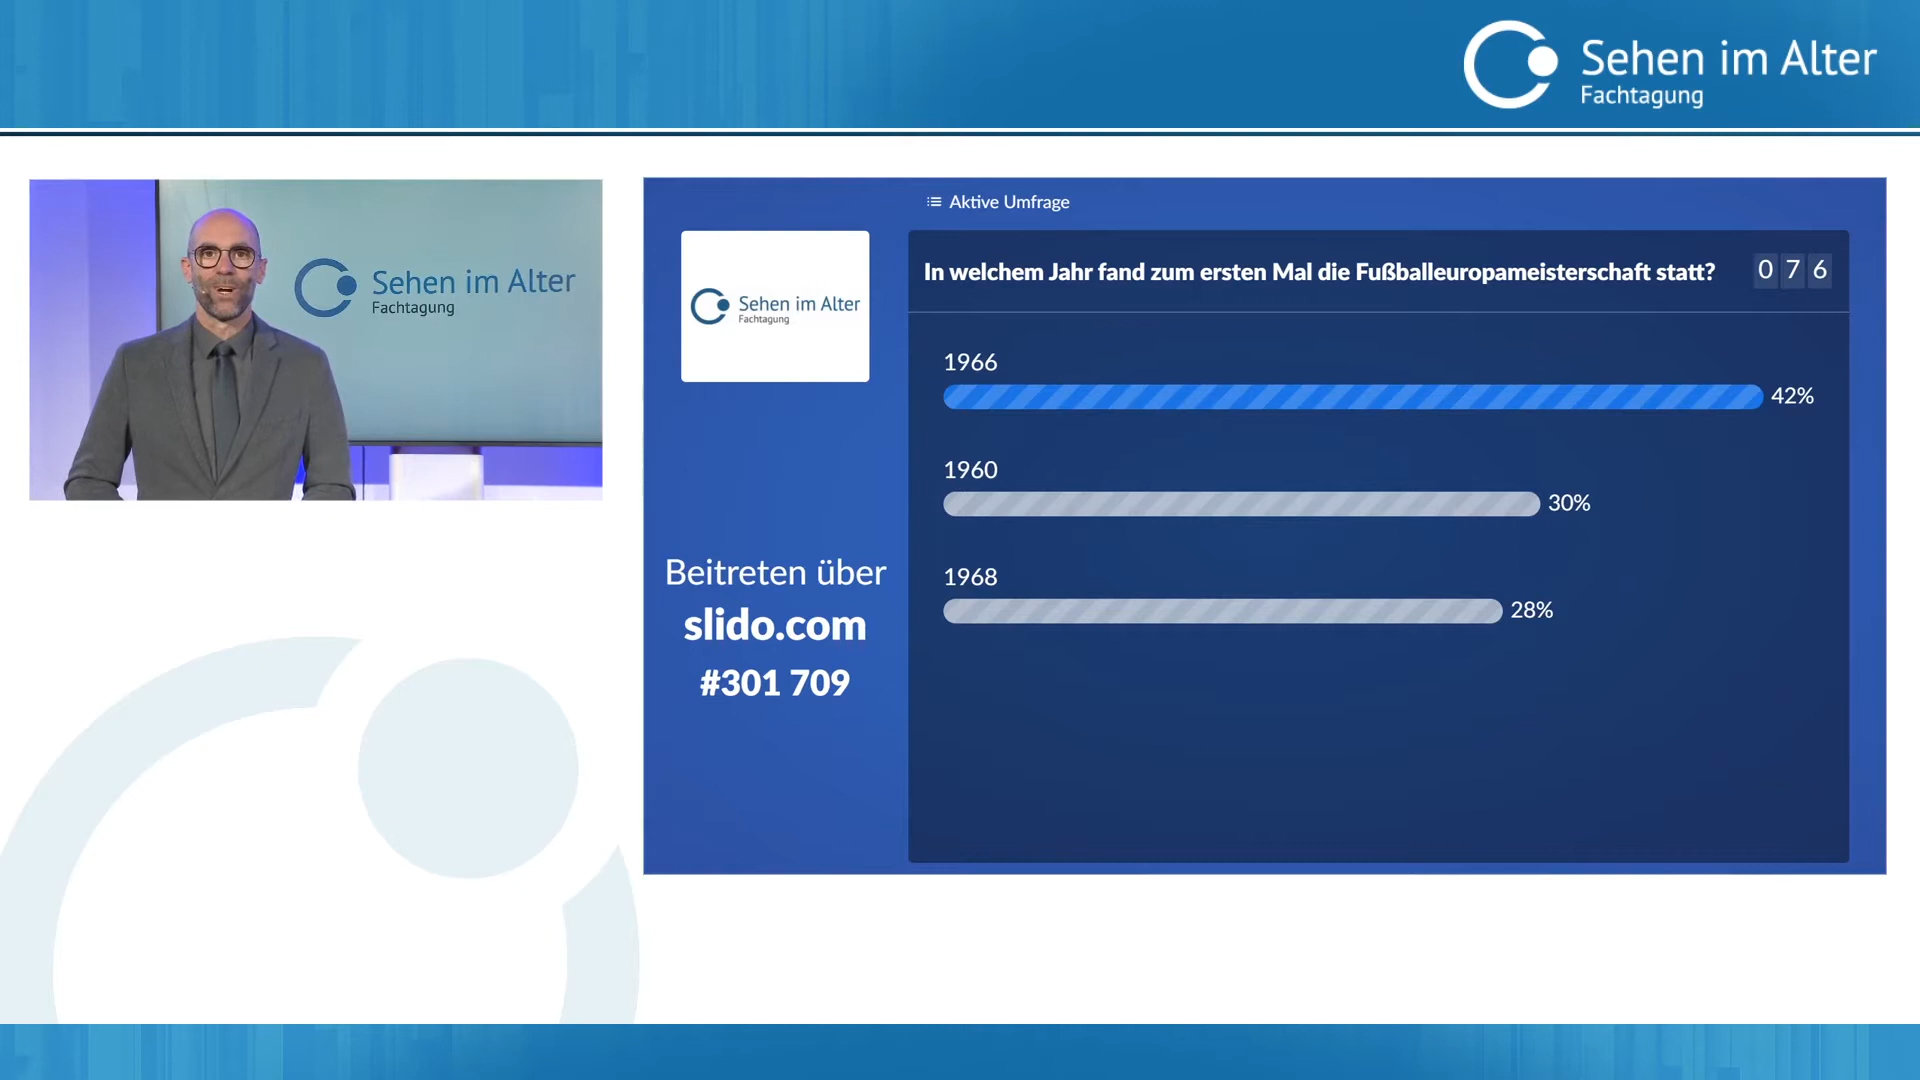 Sehen im Alter
Fachtagung
Sehen im Alter
Fachtagung
Aktive Umfrage
Sehen im Alter
Fachtagung
Beitreten über
slido.com
#301 709
In welchem Jahr fand zum ersten Mal die Fußballeuropameisterschaft statt?
0 7 6
1966
42%
1960
30%
1968
28%